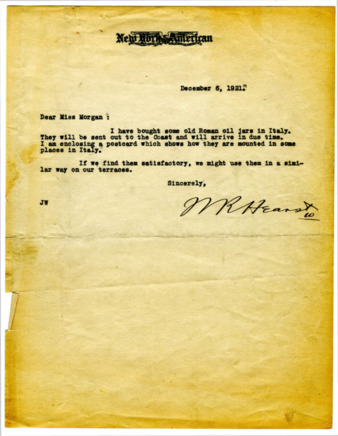 New York American
December 6, 1921.
Dear Miss Morgan:
I have bought some old Roman oil jars in Italy.
They will be sent out to the Coast and will arrive in due time.
I am enclosing a postcard which shows how they are mounted in some
places in Italy.
If we find them satisfactory, we might use them in a simi-
lar way on our terraces.
Sincerely,
JW
W R Hearst